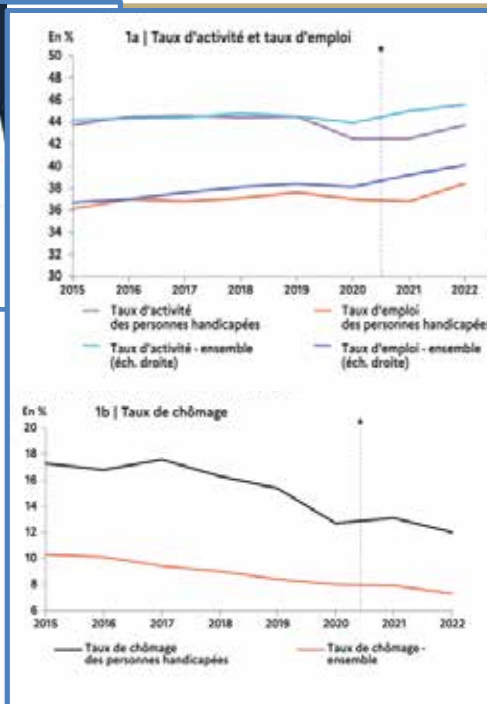 En %
1a | Taux d'activité et taux d'emploi
50
48
46
44
42
40
38
36
34
32
30
2015 2016 2017 2018 2019 2020 2021 2022
Taux d'activité
des personnes handicapées
Taux d'emploi
des personnes handicapées
Taux d'activité - ensemble
(éch. droite)
Taux d'emploi - ensemble
(éch. droite)
En %
1b | Taux de chômage
20
18
16
14
12
10
8
6
2015 2016 2017 2018 2019 2020 2021 2022
Taux de chômage
des personnes handicapées
Taux de chômage -
ensemble